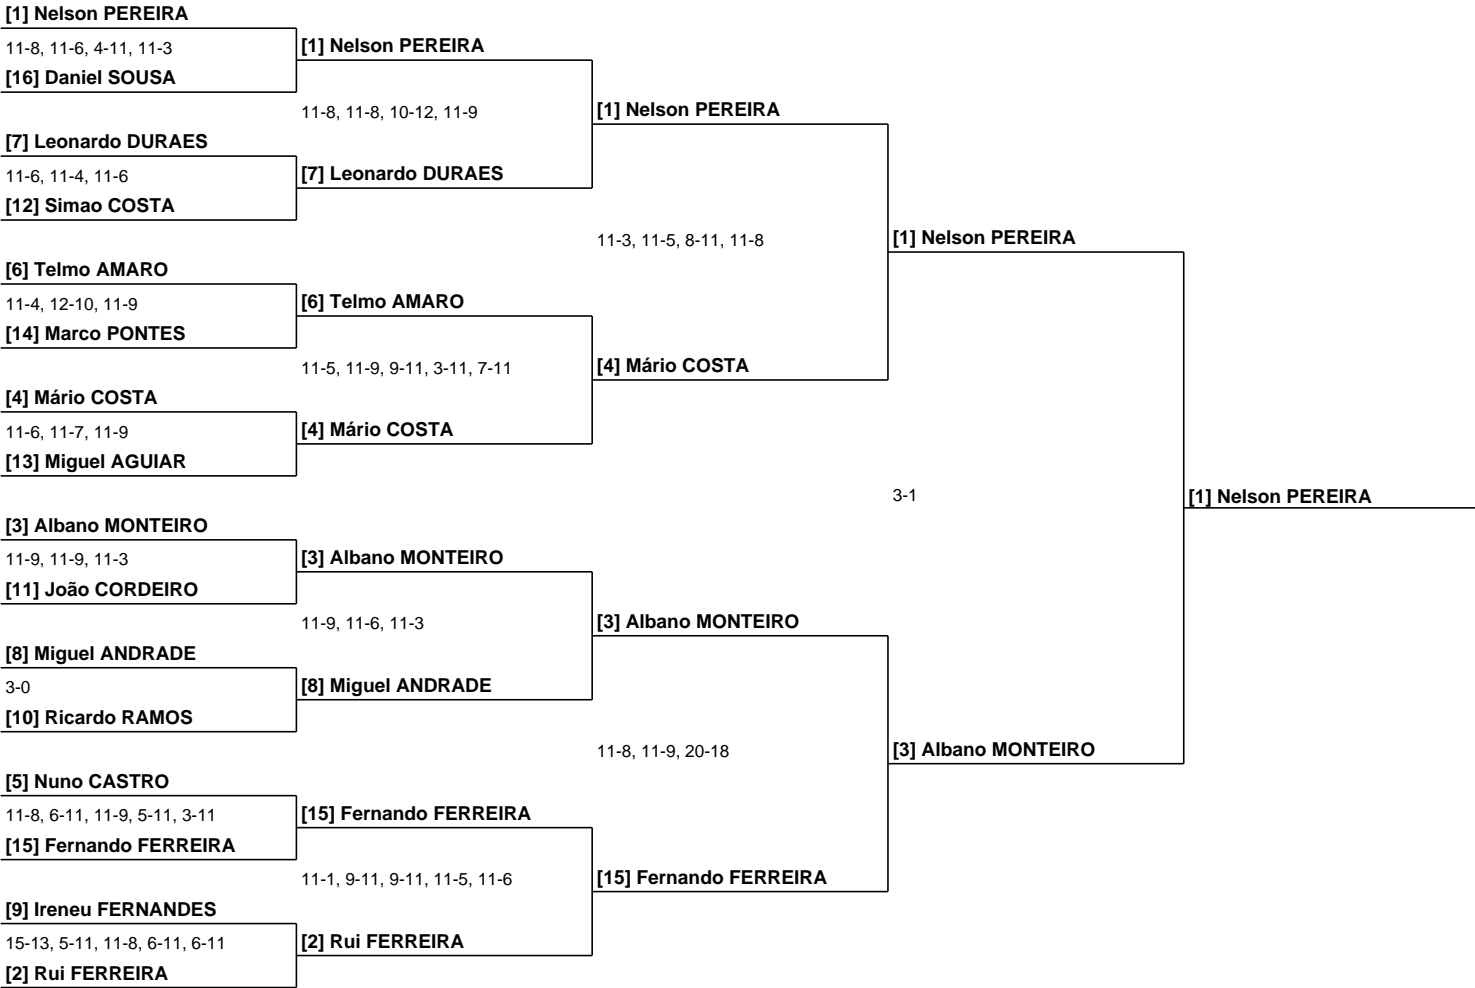 [1] Nelson PEREIRA
11-8, 11-6, 4-11, 11-3
[1] Nelson PEREIRA
[16] Daniel SOUSA
11-8, 11-8, 10-12, 11-9
[1] Nelson PEREIRA
[7] Leonardo DURAES
11-6, 11-4, 11-6
[7] Leonardo DURAES
[12] Simao COSTA
11-3, 11-5, 8-11, 11-8
[1] Nelson PEREIRA
[6] Telmo AMARO
11-4, 12-10, 11-9
[6] Telmo AMARO
[14] Marco PONTES
11-5, 11-9, 9-11, 3-11, 7-11
[4] Mário COSTA
[4] Mário COSTA
11-6, 11-7, 11-9
[4] Mário COSTA
[13] Miguel AGUIAR
3-1
[1] Nelson PEREIRA
[3] Albano MONTEIRO
11-9, 11-9, 11-3
[3] Albano MONTEIRO
[11] João CORDEIRO
11-9, 11-6, 11-3
[3] Albano MONTEIRO
[8] Miguel ANDRADE
3-0
[8] Miguel ANDRADE
[10] Ricardo RAMOS
11-8, 11-9, 20-18
[3] Albano MONTEIRO
[5] Nuno CASTRO
11-8, 6-11, 11-9, 5-11, 3-11
[15] Fernando FERREIRA
[15] Fernando FERREIRA
11-1, 9-11, 9-11, 11-5, 11-6
[15] Fernando FERREIRA
[9] Ireneu FERNANDES
15-13, 5-11, 11-8, 6-11, 6-11
[2] Rui FERREIRA
[2] Rui FERREIRA